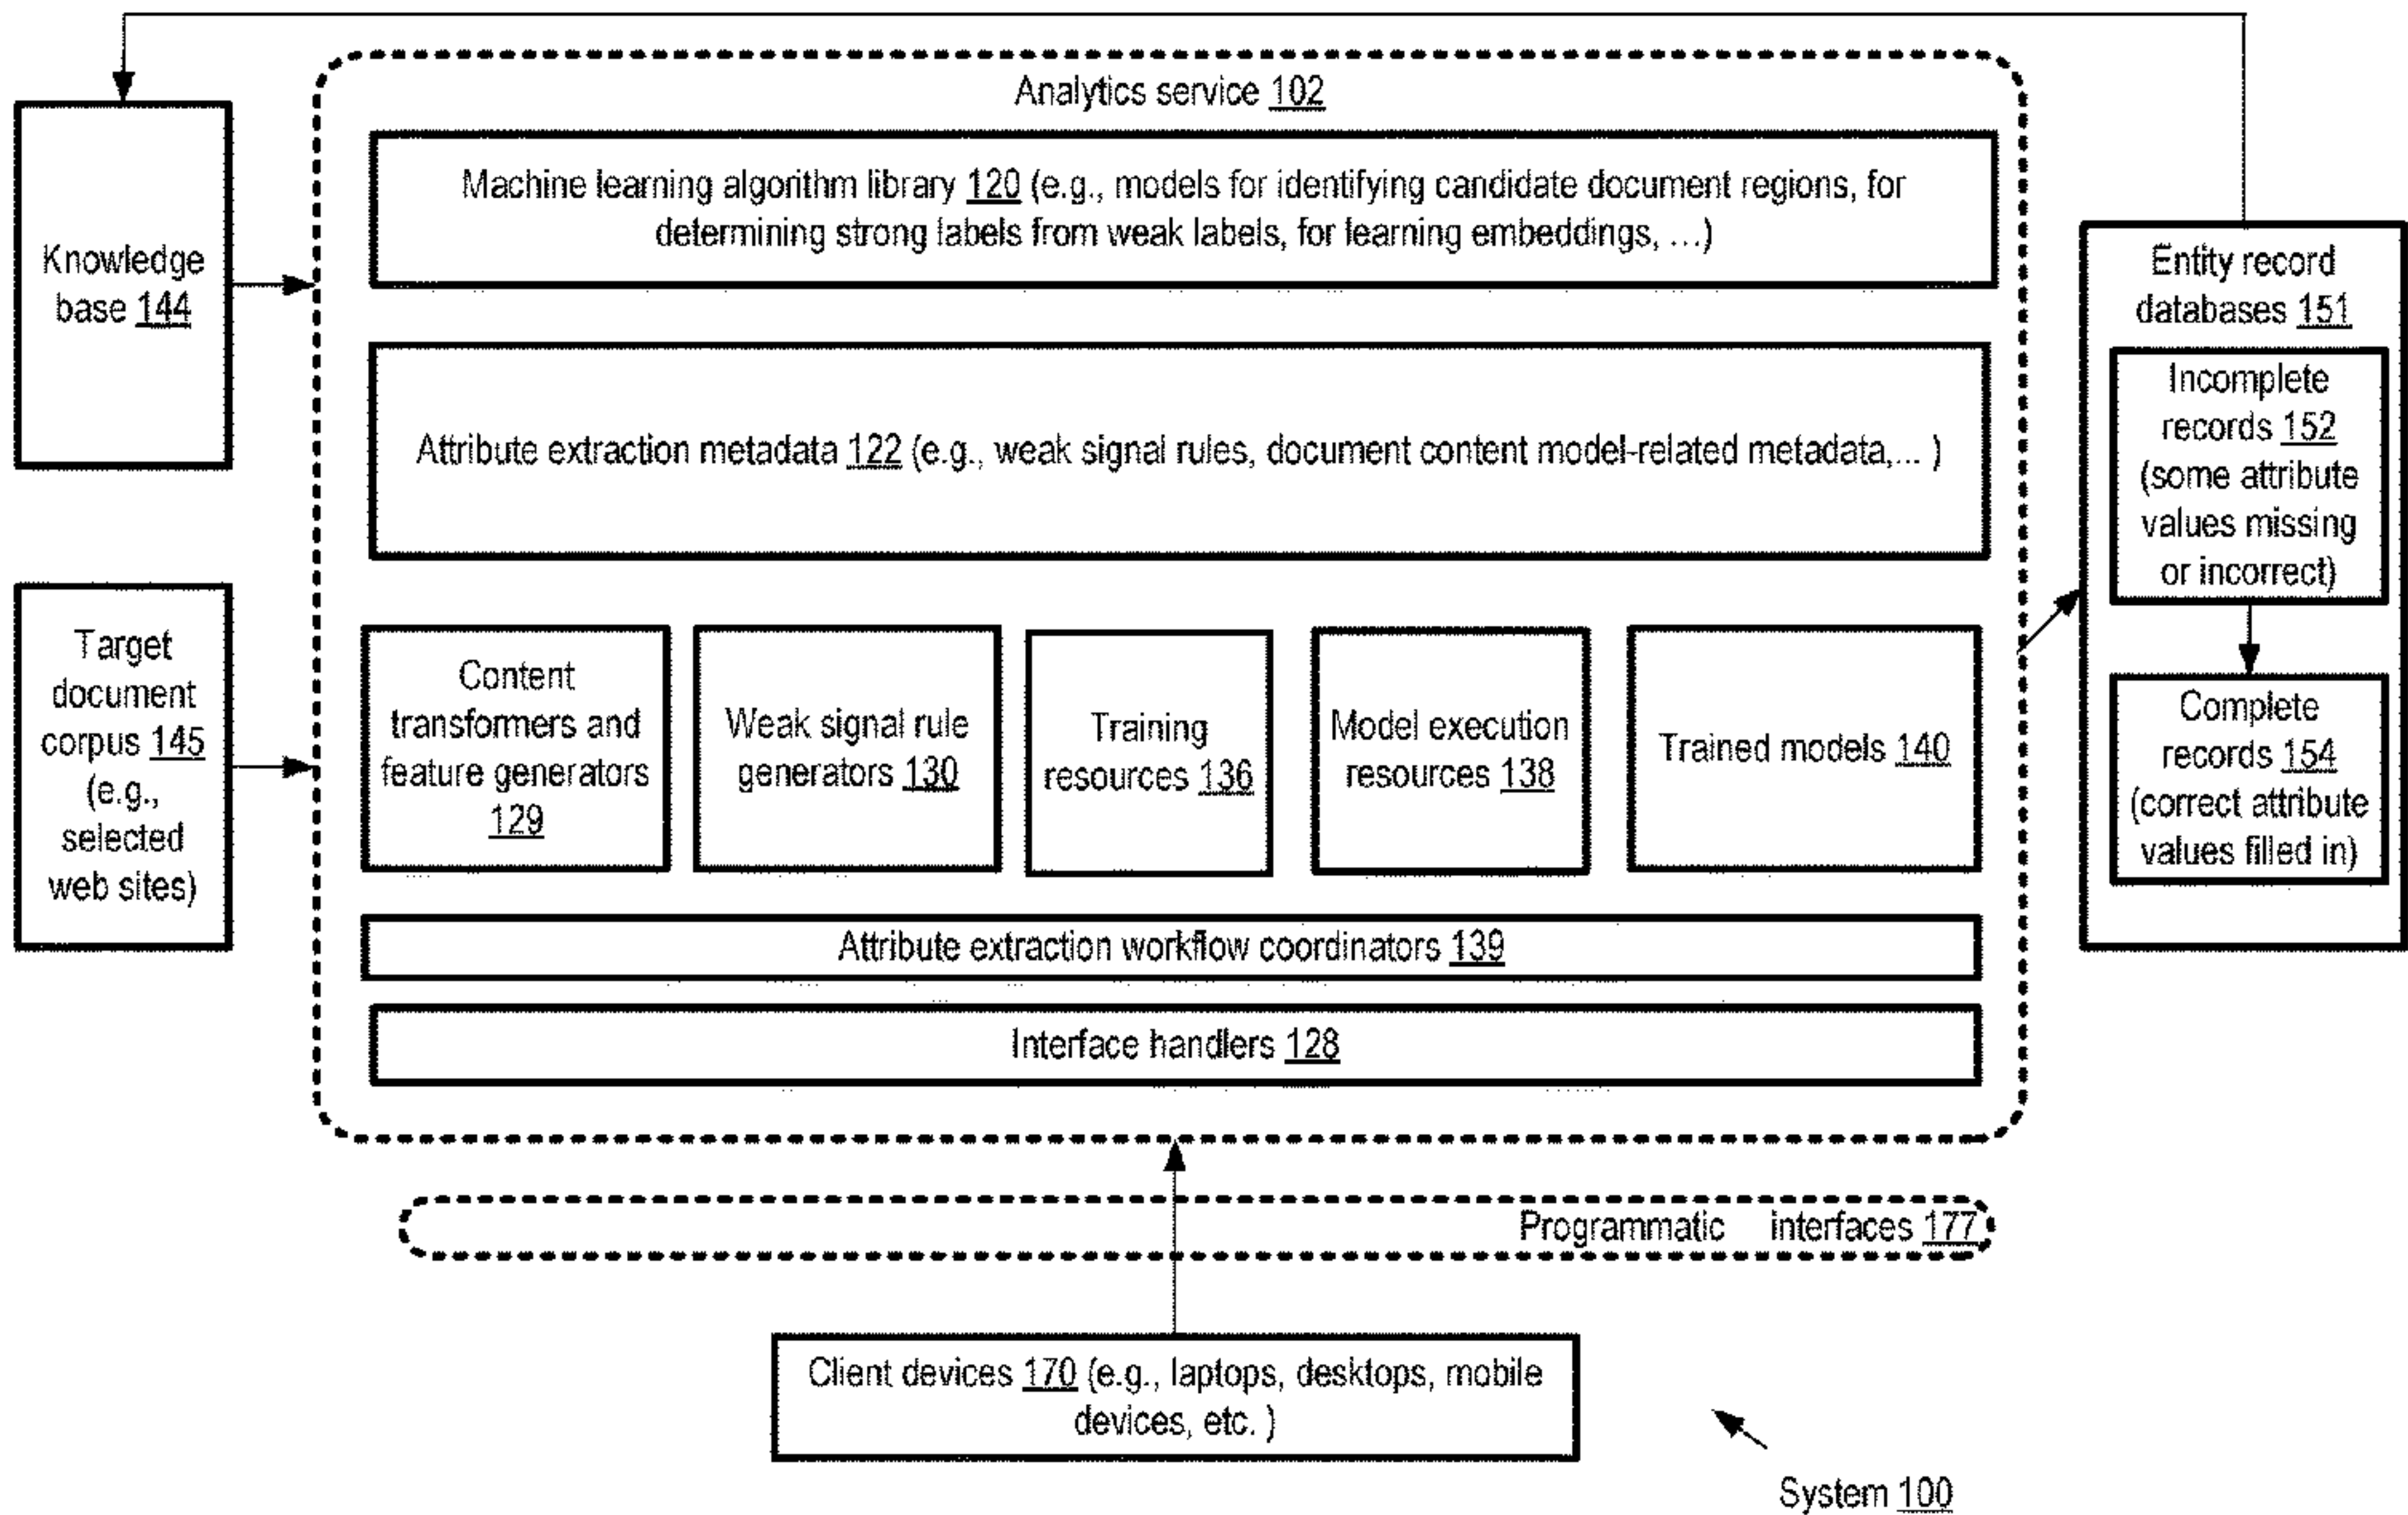 Analytics service 102
Machine learning algorithm library 120 (e.g., models for identifying candidate document regions, for
determining strong labels from weak labels, for learning embeddings, ...)
Knowledge
base 144
Entity record
databases 151
Incomplete
records 152
(some attribute
values missing
or incorrect)
Attribute extraction metadata 122 (e.g., weak signal rules, document content model-related metadata,... )
Target
document
corpus 145
(e.g.,
selected
web sites)
Content
transformers and
feature generators
129
Weak signal rule
generators 130
Training
resources 136
Model execution
resources 138
Trained models 140
Complete
records 154
(correct attribute
values filled in)
Attribute extraction workflow coordinators 139
Interface handlers 128
Programmatic interfaces 177
Client devices 170 (e.g., laptops, desktops, mobile
devices, etc. )
System 100